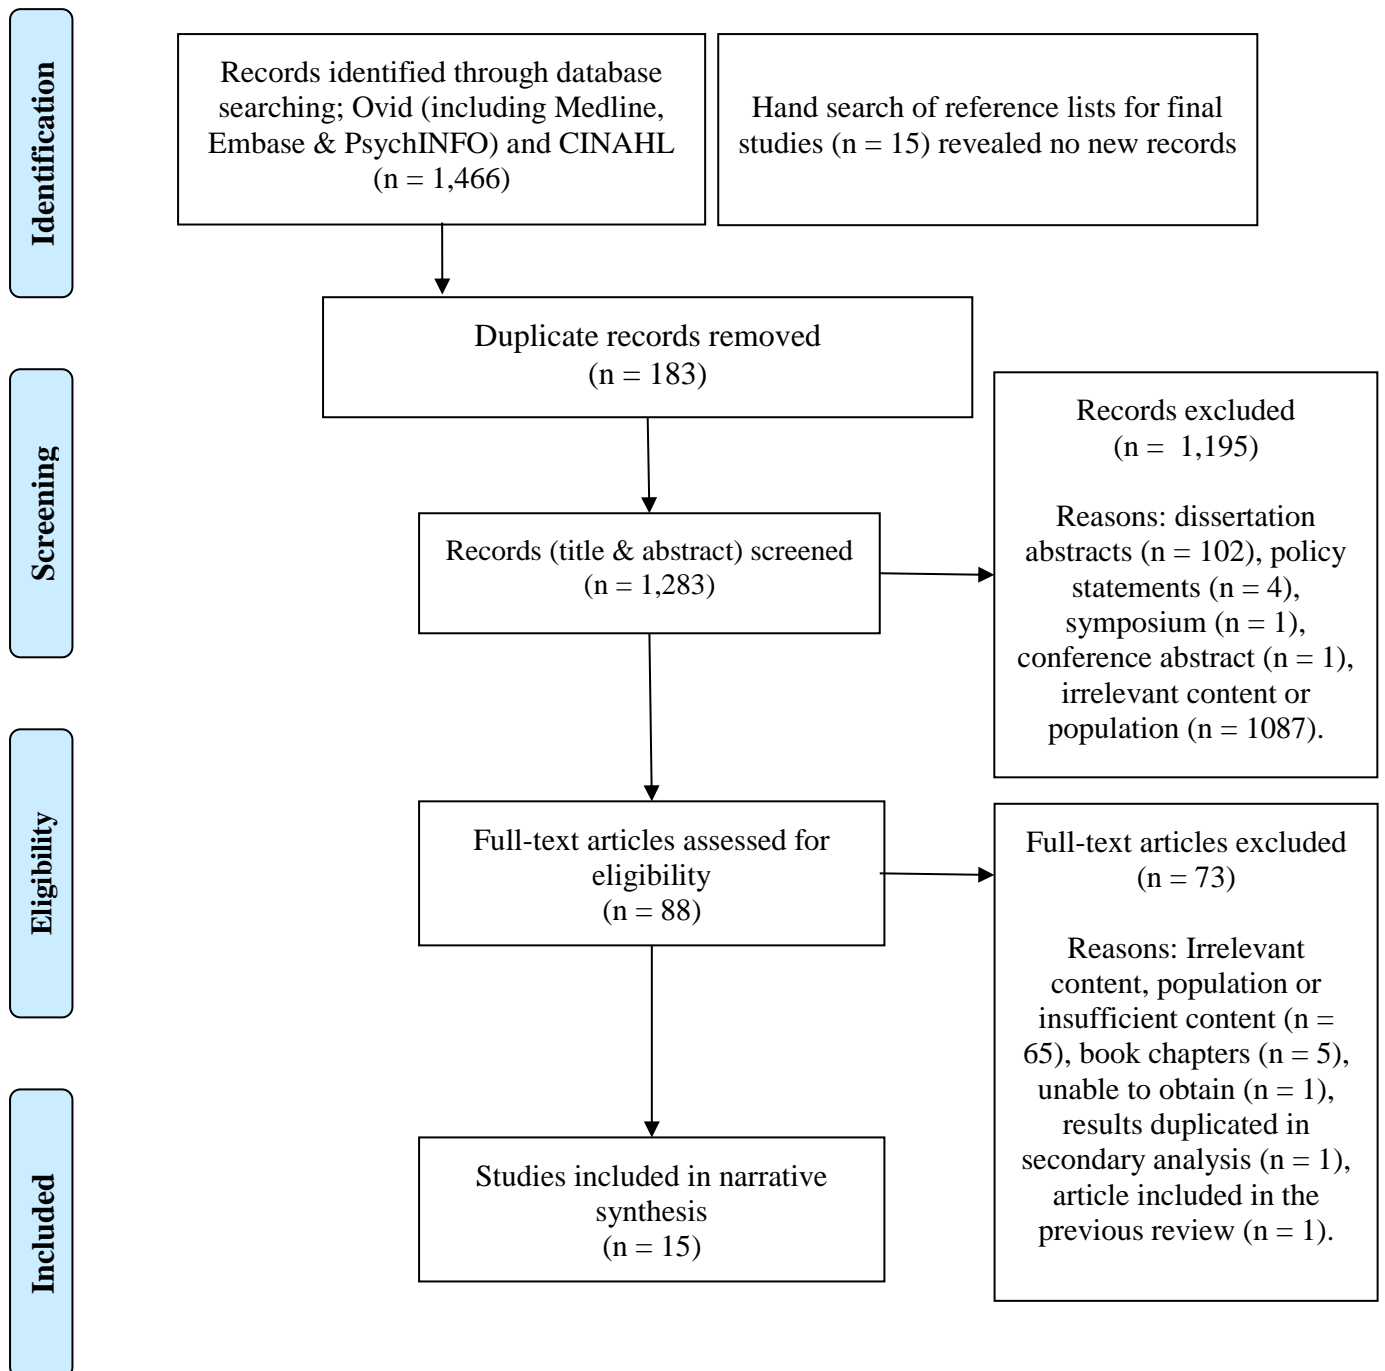 Identification
Records identified through database
searching; Ovid (including Medline,
Embase & PsychINFO) and CINAHL
(n = 1,466)
Hand search of reference lists for final
studies (n = 15) revealed no new records
Duplicate records removed
(n = 183)
Screening
Records (title & abstract) screened
(n = 1,283)
Records excluded
(n =  1,195)
Reasons: dissertation
abstracts (n = 102), policy
statements (n = 4),
symposium (n = 1),
conference abstract (n = 1),
irrelevant content or
population (n = 1087).
Eligibility
Full-text articles assessed for
eligibility
(n = 88)
Full-text articles excluded
(n = 73)
Reasons: Irrelevant
content, population or
insufficient content (n =
65), book chapters (n = 5),
unable to obtain (n = 1),
results duplicated in
secondary analysis (n = 1),
article included in the
previous review (n = 1).
Included
Studies included in narrative
synthesis
(n = 15)